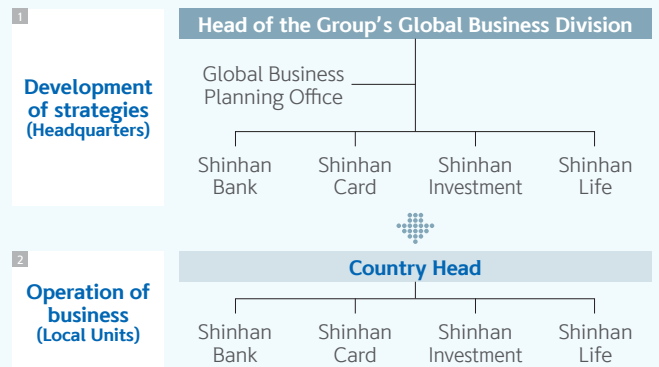 1
Head of the Group's Global Business Division
Development
of strategies
(Headquarters)
Global Business
Planning Office
Shinhan
Bank
Shinhan
Card
Shinhan
Investment
Shinhan
Life
2
Country Head
Operation of
business
(Local Units)
Shinhan
Bank
Shinhan
Card
Shinhan
Investment
Shinhan
Life